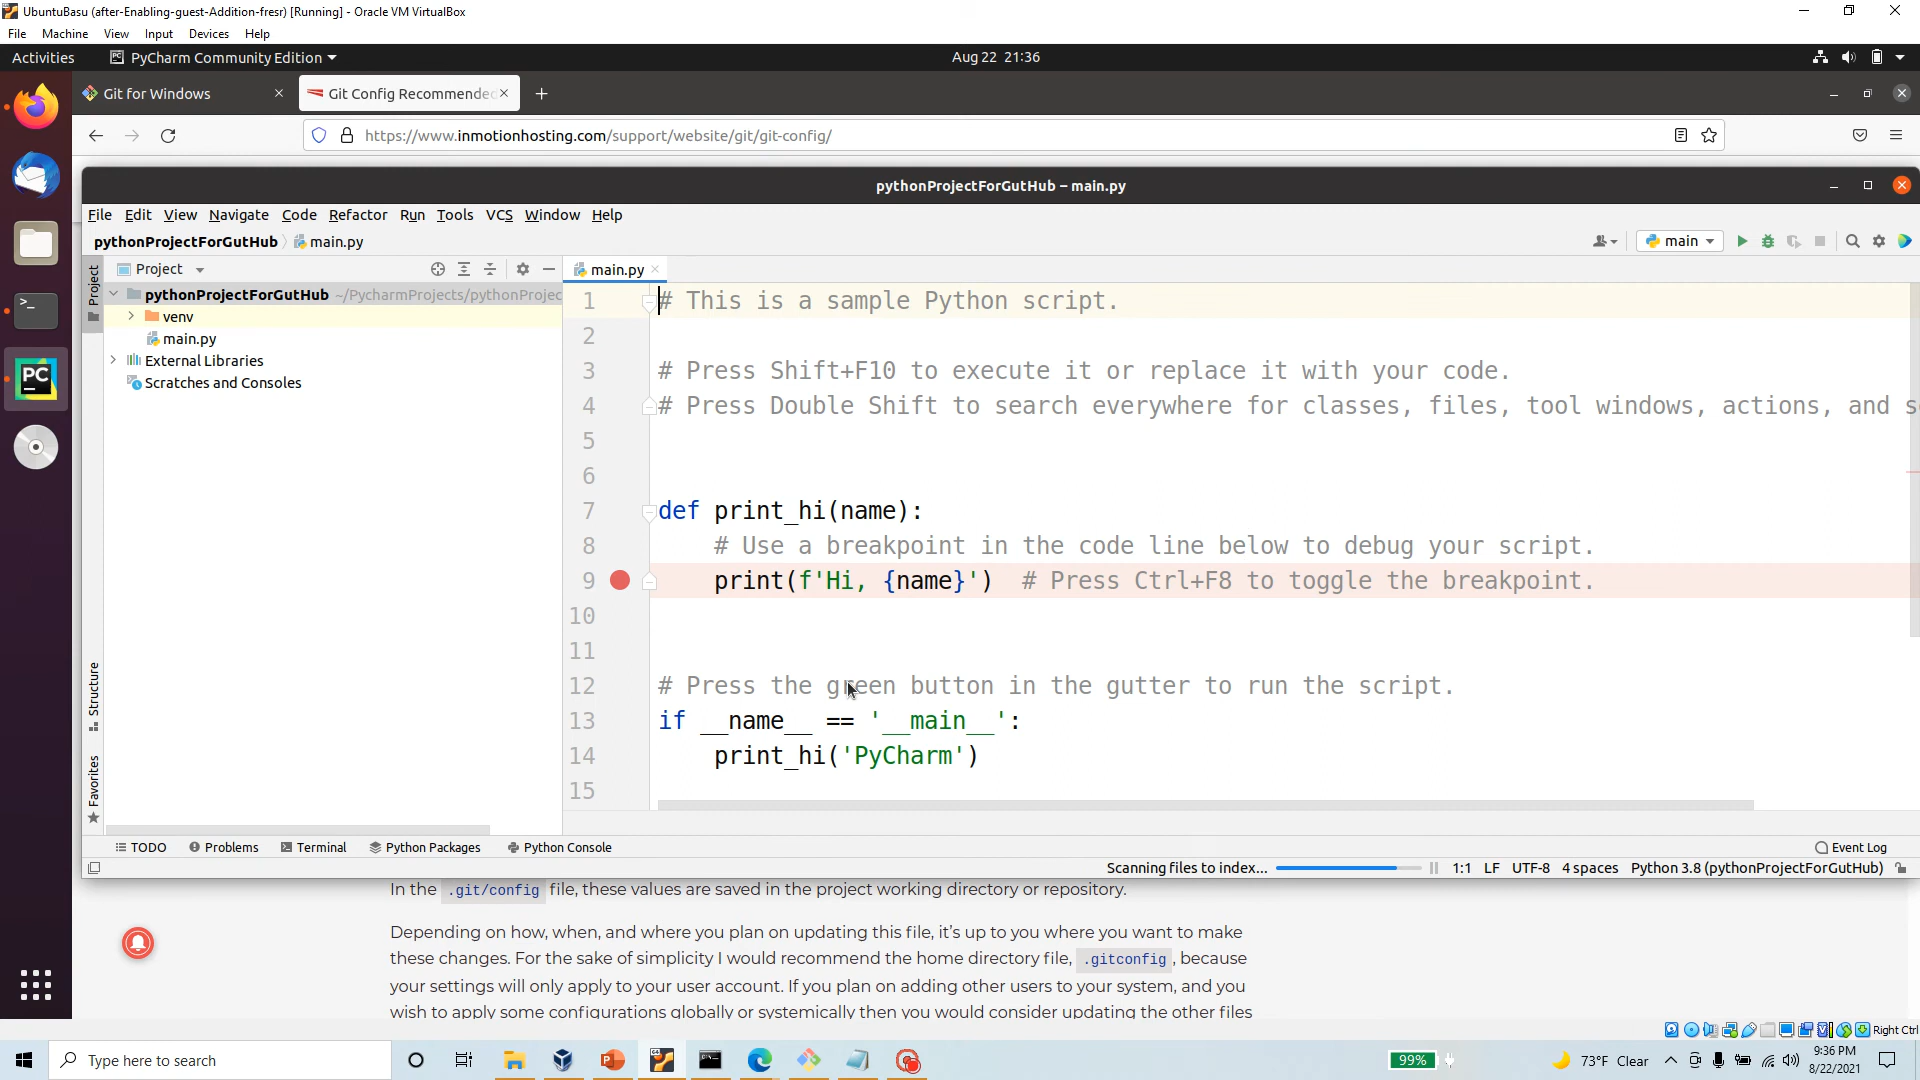 UbuntuBasu (after-Enabling-guest-Addition-fresr) [Running] - Oracle VM VirtualBox
File Machine View Input Devices Help
Activities PyCharm Community Edition Aug 22 21:36
Git for Windows Git Config Recommended
https://www.inmotionhosting.com/support/website/git/git-config/
pythonProjectForGutHub – main.py
File Edit View Navigate Code Refactor Run Tools VCS Window Help
pythonProjectForGutHub main.py main
Project main.py
pythonProjectForGutHub ~/PycharmProjects/pythonProjec
venv
main.py
External Libraries
Scratches and Consoles
Project
Structure
Favorites
1 # This is a sample Python script.
2
3 # Press Shift+F10 to execute it or replace it with your code.
4 # Press Double Shift to search everywhere for classes, files, tool windows, actions, and s
5
6
7 def print_hi(name):
8 # Use a breakpoint in the code line below to debug your script.
9 print(f'Hi, {name}') # Press Ctrl+F8 to toggle the breakpoint.
10
11
12 # Press the green button in the gutter to run the script.
13 if __name__ == '__main__':
14 print_hi('PyCharm')
15
TODO Problems Terminal Python Packages Python Console Event Log
Scanning files to index... 1:1 LF UTF-8 4 spaces Python 3.8 (pythonProjectForGutHub)
In the .git/config file, these values are saved in the project working directory or repository.
Depending on how, when, and where you plan on updating this file, it's up to you where you want to make
these changes. For the sake of simplicity I would recommend the home directory file, .gitconfig, because
your settings will only apply to your user account. If you plan on adding other users to your system, and you
wish to apply some configurations globally or systemically then you would consider updating the other files
Right Ctrl
Type here to search 99% 73°F Clear 9:36 PM
8/22/2021